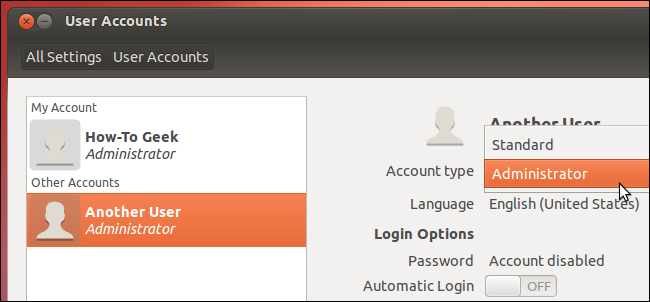 User Accounts
All Settings User Accounts
My Account
How-To Geek
Administrator
Other Accounts
Another User
Administrator
Another User
Account type
Standard
Administrator
Language English (United States)
Login Options
Password Account disabled
Automatic Login OFF